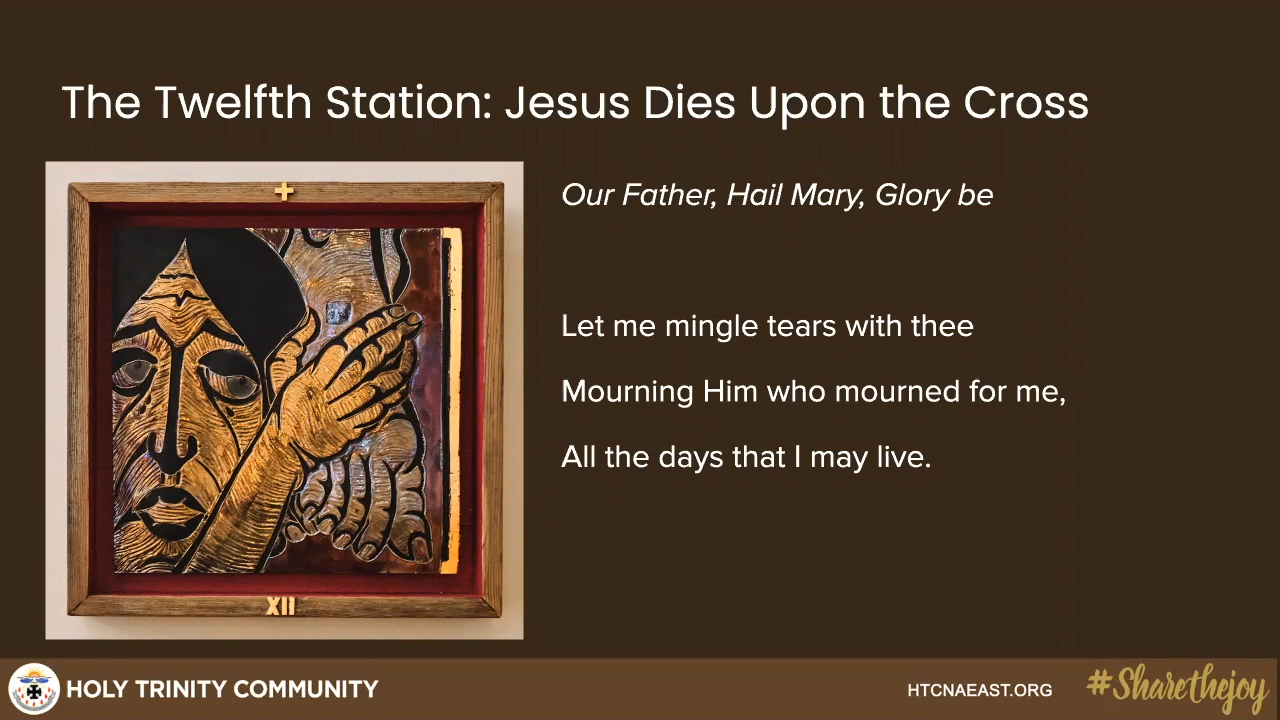 The Twelfth Station: Jesus Dies Upon the Cross
Our Father, Hail Mary, Glory be
Let me mingle tears with thee
Mourning Him who mourned for me,
All the days that I may live.
XII
HOLY TRINITY COMMUNITY
HTCNAEAST.ORG
#Sharethejoy